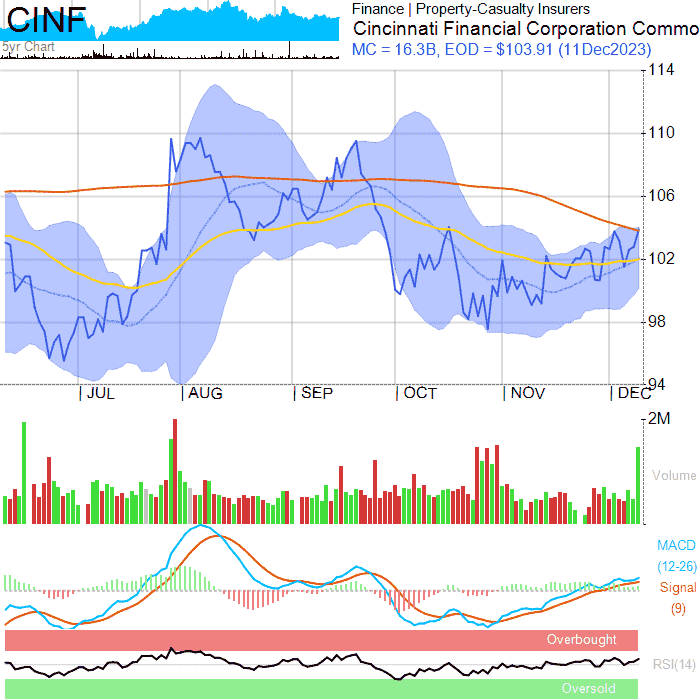 CINF
5yr Chart
Finance | Property-Casualty Insurers
Cincinnati Financial Corporation Commo
MC = 16.3B, EOD = $103.91 (11Dec2023)
114
110
106
102
98
94
JUL AUG SEP OCT NOV DEC
2M
Volume
MACD
(12-26)
Signal
(9)
Overbought
RSI(14)
Oversold